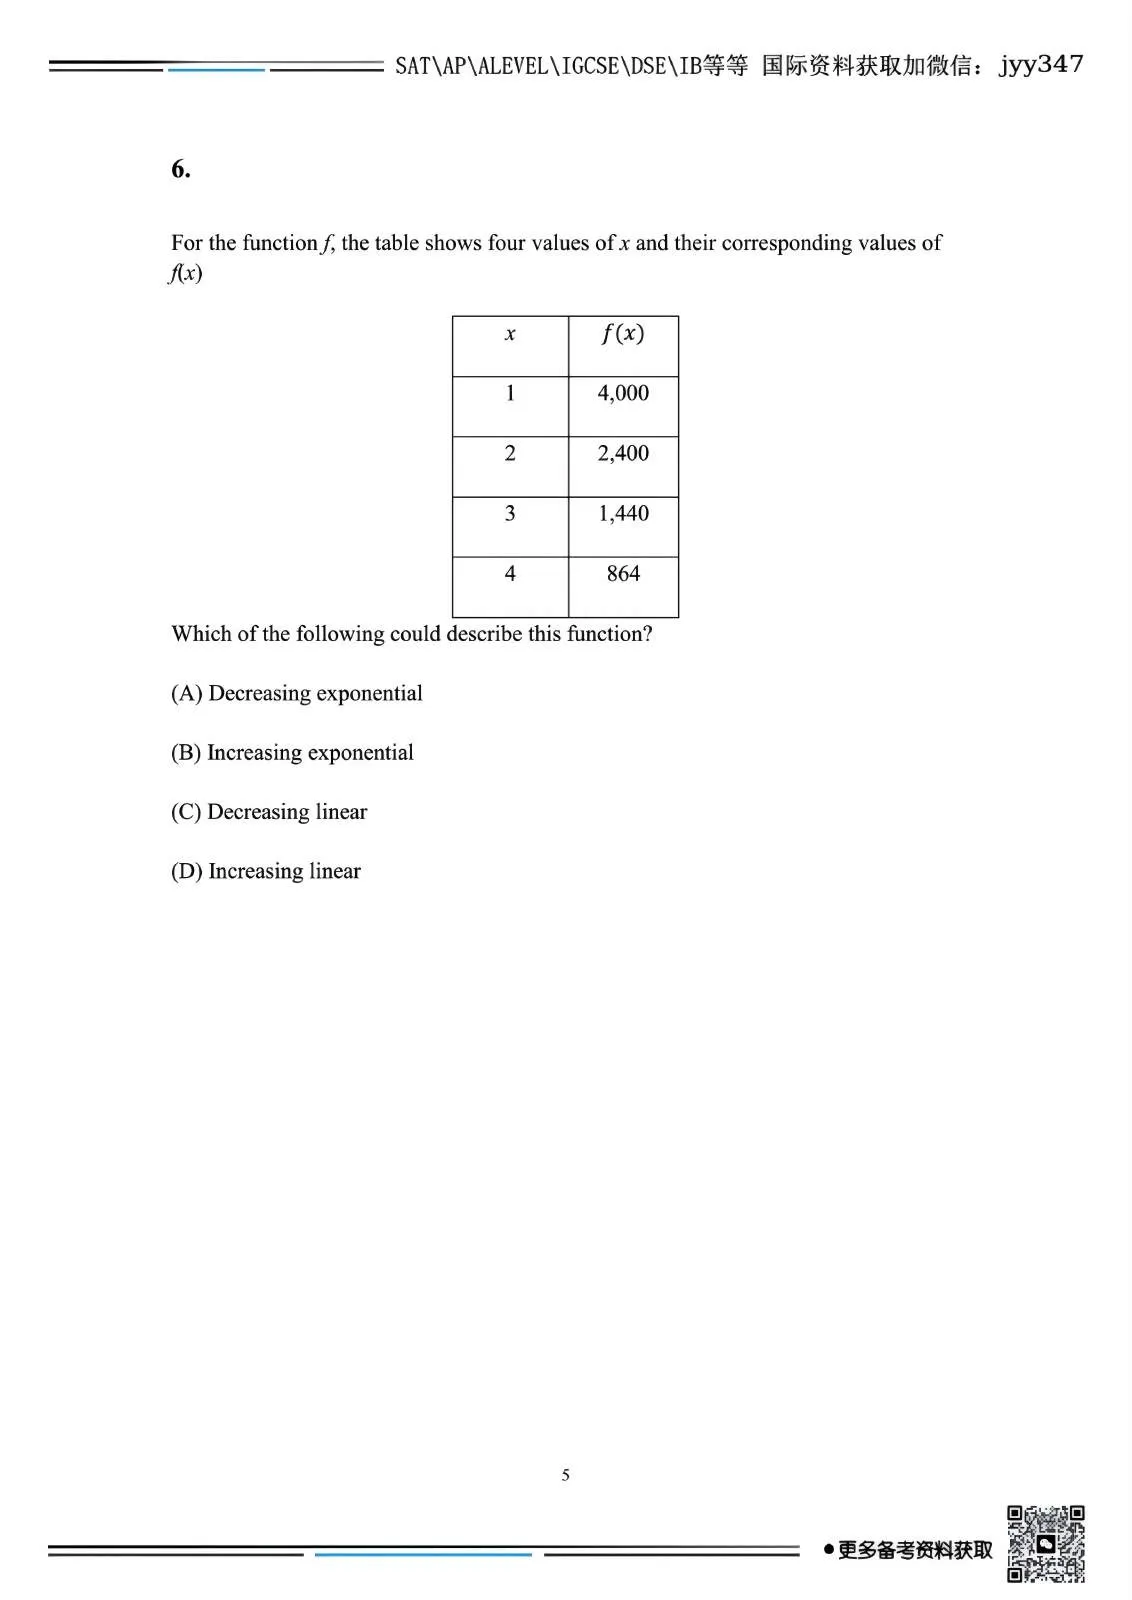 SAT\AP\ALEVEL\IGCSE\DSE\IB等等 国际资料获取加微信：jyy347
6.
For the function f, the table shows four values of x and their corresponding values of
f(x)
x f(x)
1 4,000
2 2,400
3 1,440
4 864
Which of the following could describe this function?
(A) Decreasing exponential
(B) Increasing exponential
(C) Decreasing linear
(D) Increasing linear
5
●更多备考资料获取